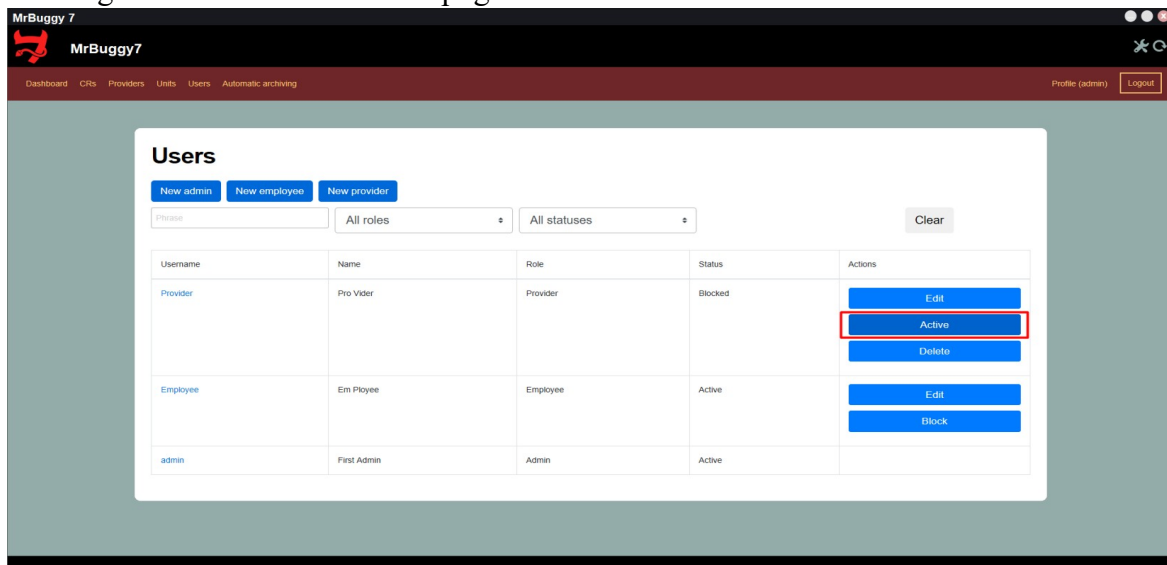 MrBuggy 7
MrBuggy7
Dashboard CRs Providers Units Users Automatic archiving Profile (admin) Logout
Users
New admin New employee New provider
Phrase All roles All statuses Clear
Username Name Role Status Actions
Provider Pro Vider Provider Blocked Edit
Active
Delete
Employee Em Ployee Employee Active Edit
Block
admin First Admin Admin Active